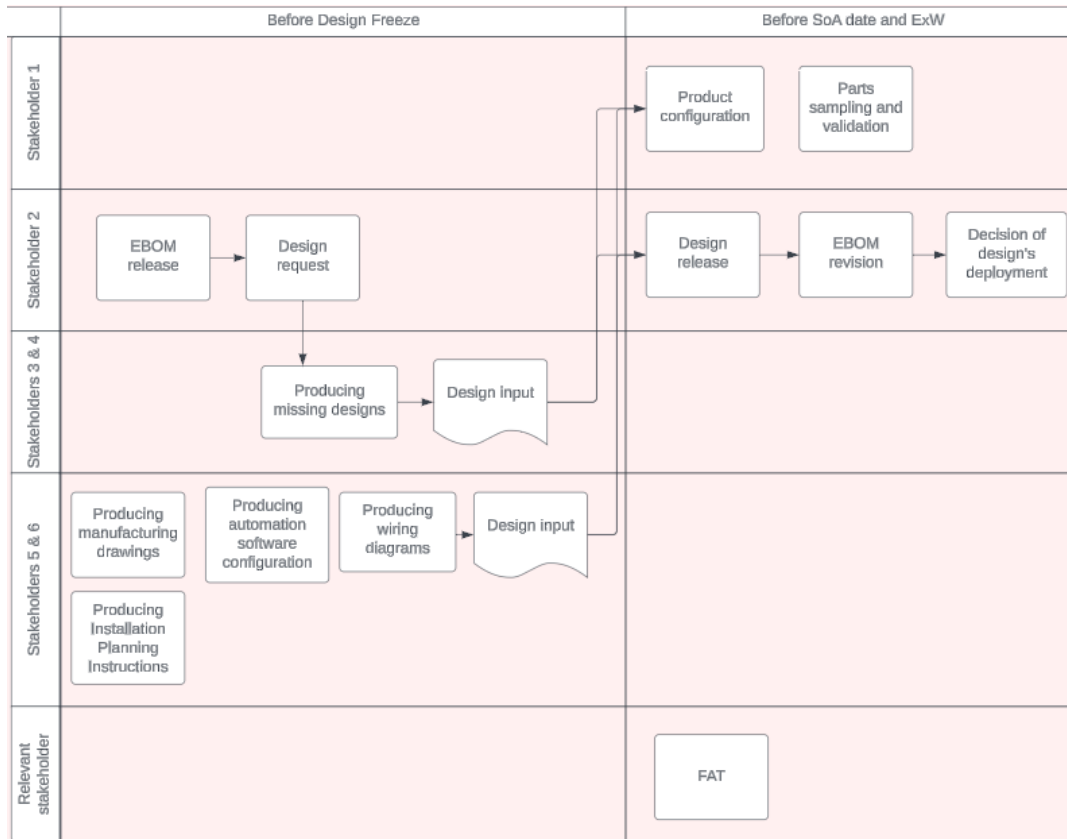 Before Design Freeze
Before SoA date and ExW
Stakeholder 1
Product
configuration
Parts
sampling and
validation
Stakeholder 2
EBOM
release
Design
request
Design
release
EBOM
revision
Decision of
design's
deployment
Stakeholders 3 & 4
Producing
missing designs
Design input
Stakeholders 5 & 6
Producing
manufacturing
drawings
Producing
automation
software
configuration
Producing
wiring
diagrams
Design input
Producing
Installation
Planning
Instructions
Relevant
stakeholder
FAT